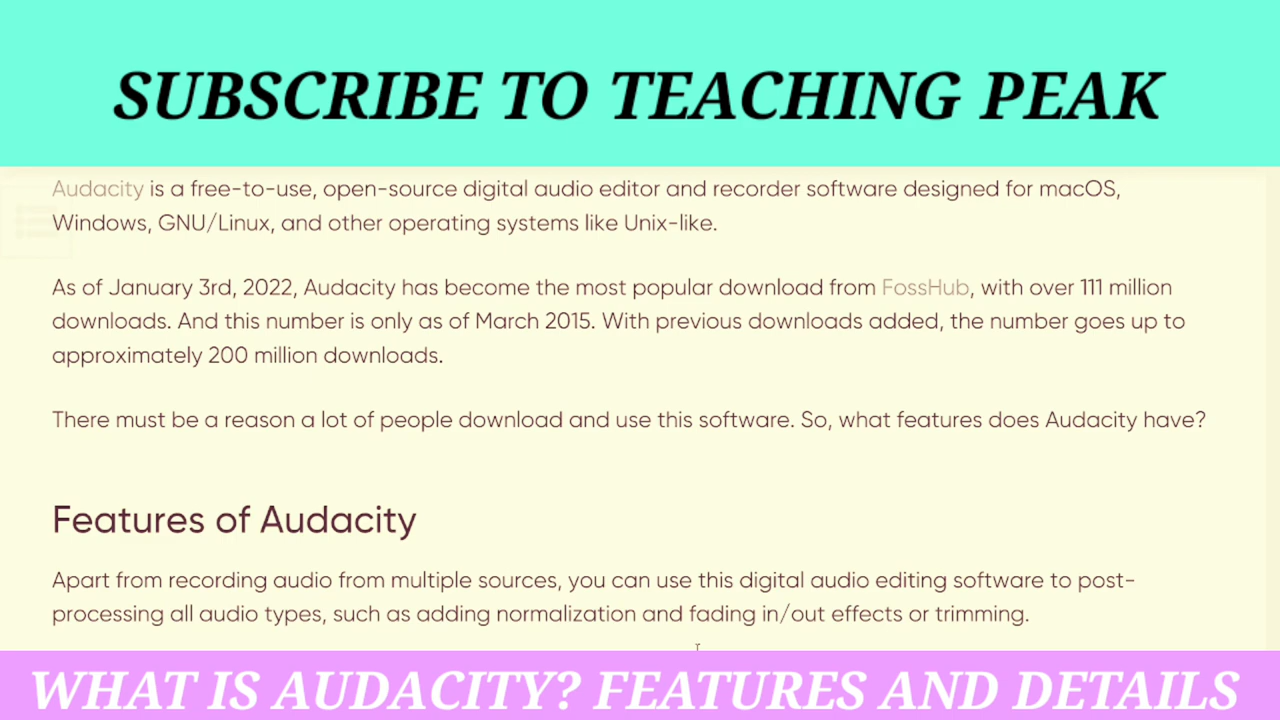 SUBSCRIBE TO TEACHING PEAK
Audacity is a free-to-use, open-source digital audio editor and recorder software designed for macOS,
Windows, GNU/Linux, and other operating systems like Unix-like.
As of January 3rd, 2022, Audacity has become the most popular download from FossHub, with over 111 million
downloads. And this number is only as of March 2015. With previous downloads added, the number goes up to
approximately 200 million downloads.
There must be a reason a lot of people download and use this software. So, what features does Audacity have?
Features of Audacity
Apart from recording audio from multiple sources, you can use this digital audio editing software to post-
processing all audio types, such as adding normalization and fading in/out effects or trimming.
WHAT IS AUDACITY? FEATURES AND DETAILS